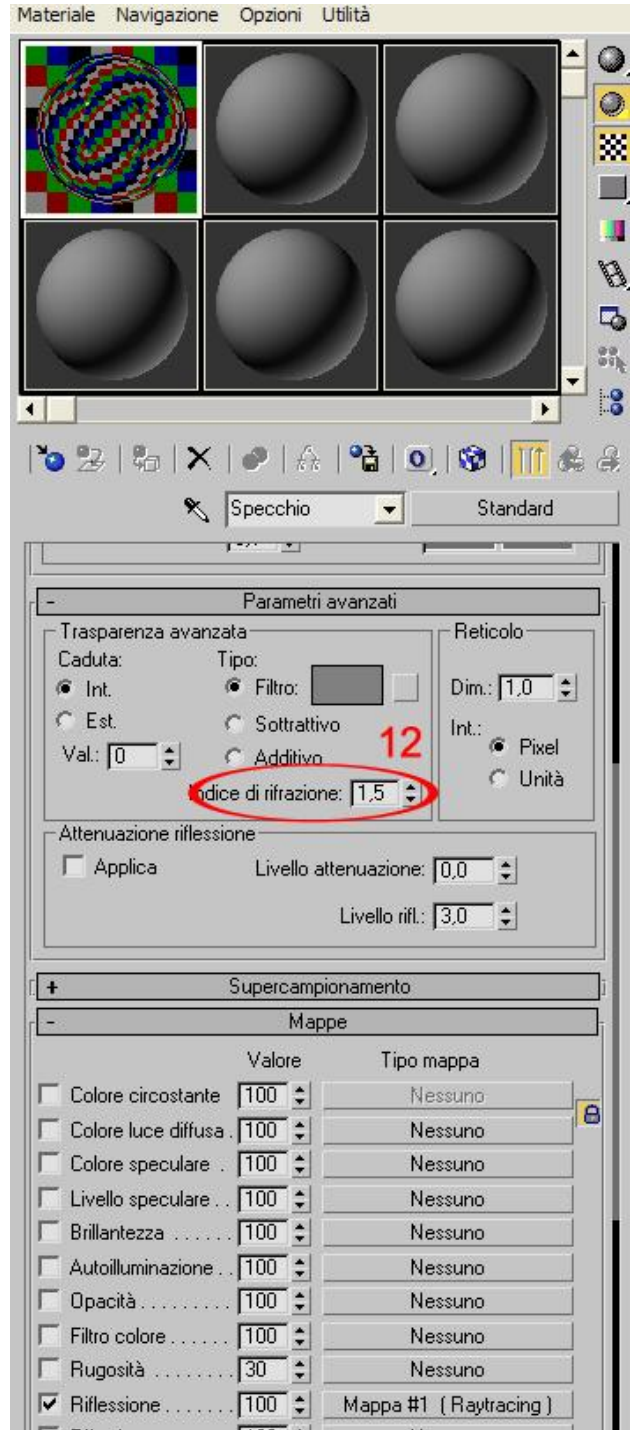 Materiale Navigazione Opzioni Utilità
Specchio Standard
Parametri avanzati
Trasparenza avanzata Reticolo
Caduta: Tipo:
Int. Filtro: Dim.: 1,0
Est. Sottrattivo Int.:
Val.: 0 Additivo 12 Pixel
Indice di rifrazione: 1,5 Unità
Attenuazione riflessione
Applica Livello attenuazione: 0,0
Livello rifl.: 3,0
+ Supercampionamento
- Mappe
Valore Tipo mappa
Colore circostante 100 Nessuno
Colore luce diffusa . 100 Nessuno
Colore speculare . 100 Nessuno
Livello speculare . . 100 Nessuno
Brillantezza . . . . . . 100 Nessuno
Autoilluminazione . . 100 Nessuno
Opacità . . . . . . . . . 100 Nessuno
Filtro colore . . . . . . 100 Nessuno
Rugosità . . . . . . . . 30 Nessuno
Riflessione . . . . . . . 100 Mappa #1 ( Raytracing )